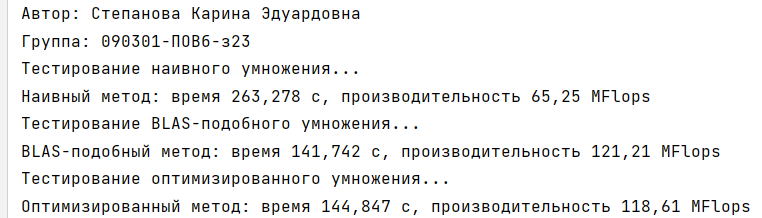 Автор: Степанова Карина Эдуардовна
Группа: 090301-ПОВб-з23
Тестирование наивного умножения...
Наивный метод: время 263,278 с, производительность 65,25 MFlops
Тестирование BLAS-подобного умножения...
BLAS-подобный метод: время 141,742 с, производительность 121,21 MFlops
Тестирование оптимизированного умножения...
Оптимизированный метод: время 144,847 с, производительность 118,61 MFlops